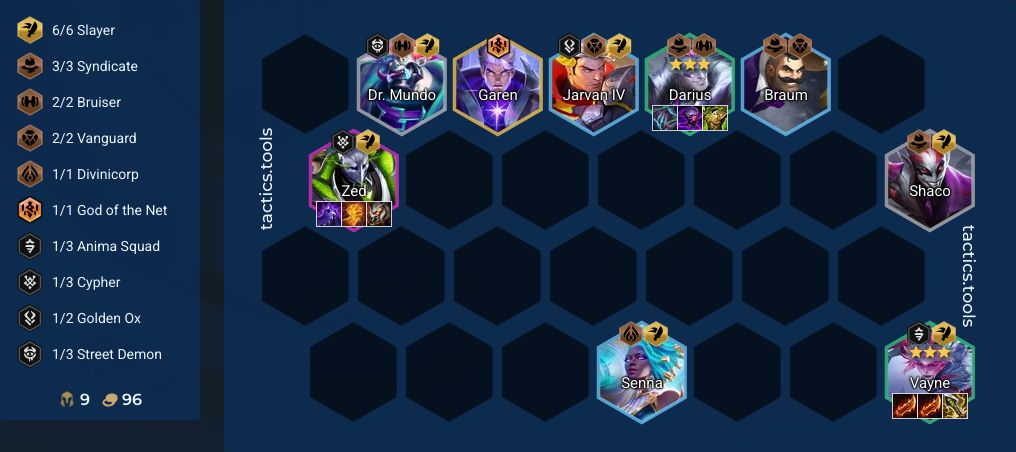 6/6 Slayer
3/3 Syndicate
2/2 Bruiser
2/2 Vanguard
1/1 Divinicorp
1/1 God of the Net
1/3 Anima Squad
1/3 Cypher
1/2 Golden Ox
1/3 Street Demon
9 96
Dr. Mundo Garen Jarvan IV Darius Braum
tactics.tools
Zed Shaco
tactics.tools
Senna Vayne